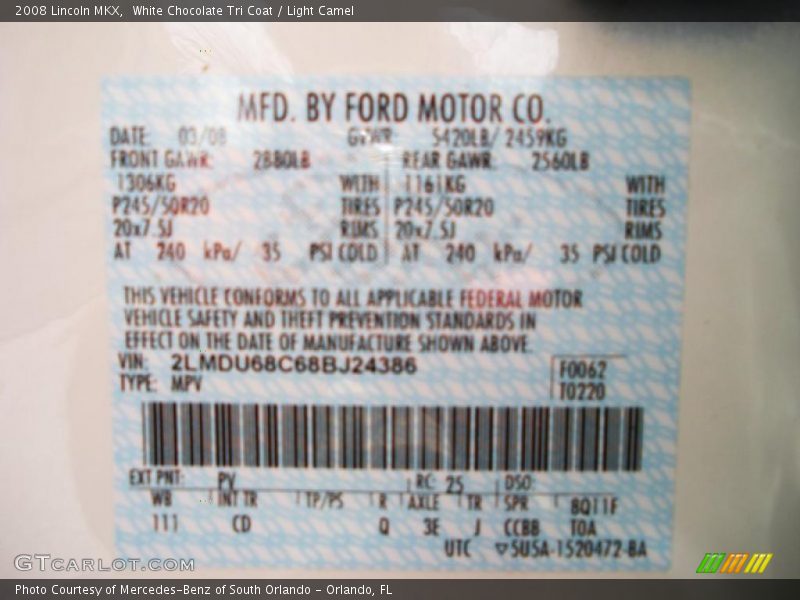 2008 Lincoln MKX,  White Chocolate Tri Coat / Light Camel
MFD. BY FORD MOTOR CO.
DATE: 03/08 GVWR: 5420LB/ 2459KG
FRONT GAWR: 2880LB REAR GAWR: 2560LB
1306KG WITH 1161KG WITH
P245/50R20 TIRES P245/50R20 TIRES
20x7.5J RIMS 20x7.5J RIMS
AT 240 kPa/ 35 PSI COLD AT 240 kPa/ 35 PSI COLD
THIS VEHICLE CONFORMS TO ALL APPLICABLE FEDERAL MOTOR
VEHICLE SAFETY AND THEFT PREVENTION STANDARDS IN
EFFECT ON THE DATE OF MANUFACTURE SHOWN ABOVE.
VIN: 2LMDU68C68BJ24386 F0062
TYPE: MPV T0220
EXT PNT: PV RC: 25 DSO:
WB INT TR TP/PS R AXLE TR SPR 8Q11F
111 CD Q 3E J CCBB TOA
UTC ▽5U5A-1520472-BA
GTCARLOT.COM
Photo Courtesy of Mercedes-Benz of South Orlando - Orlando, FL